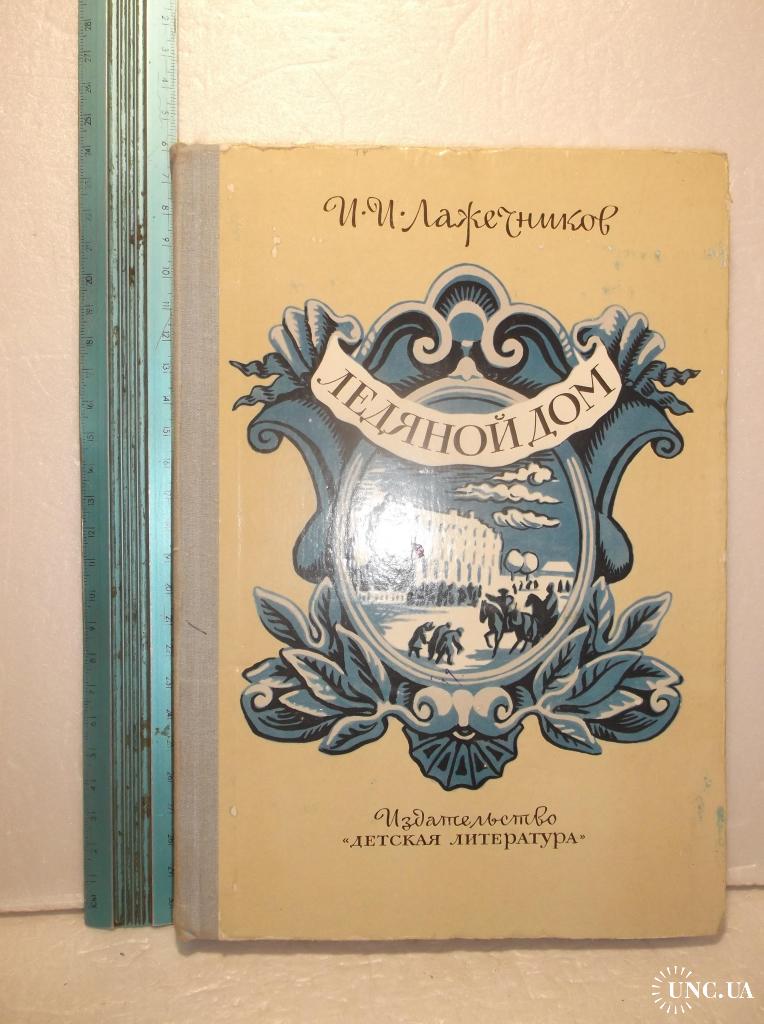 И·И·Лажечников
ЛЕДЯНОЙ ДОМ
Издательство
«ДЕТСКАЯ ЛИТЕРАТУРА»
UNC.UA